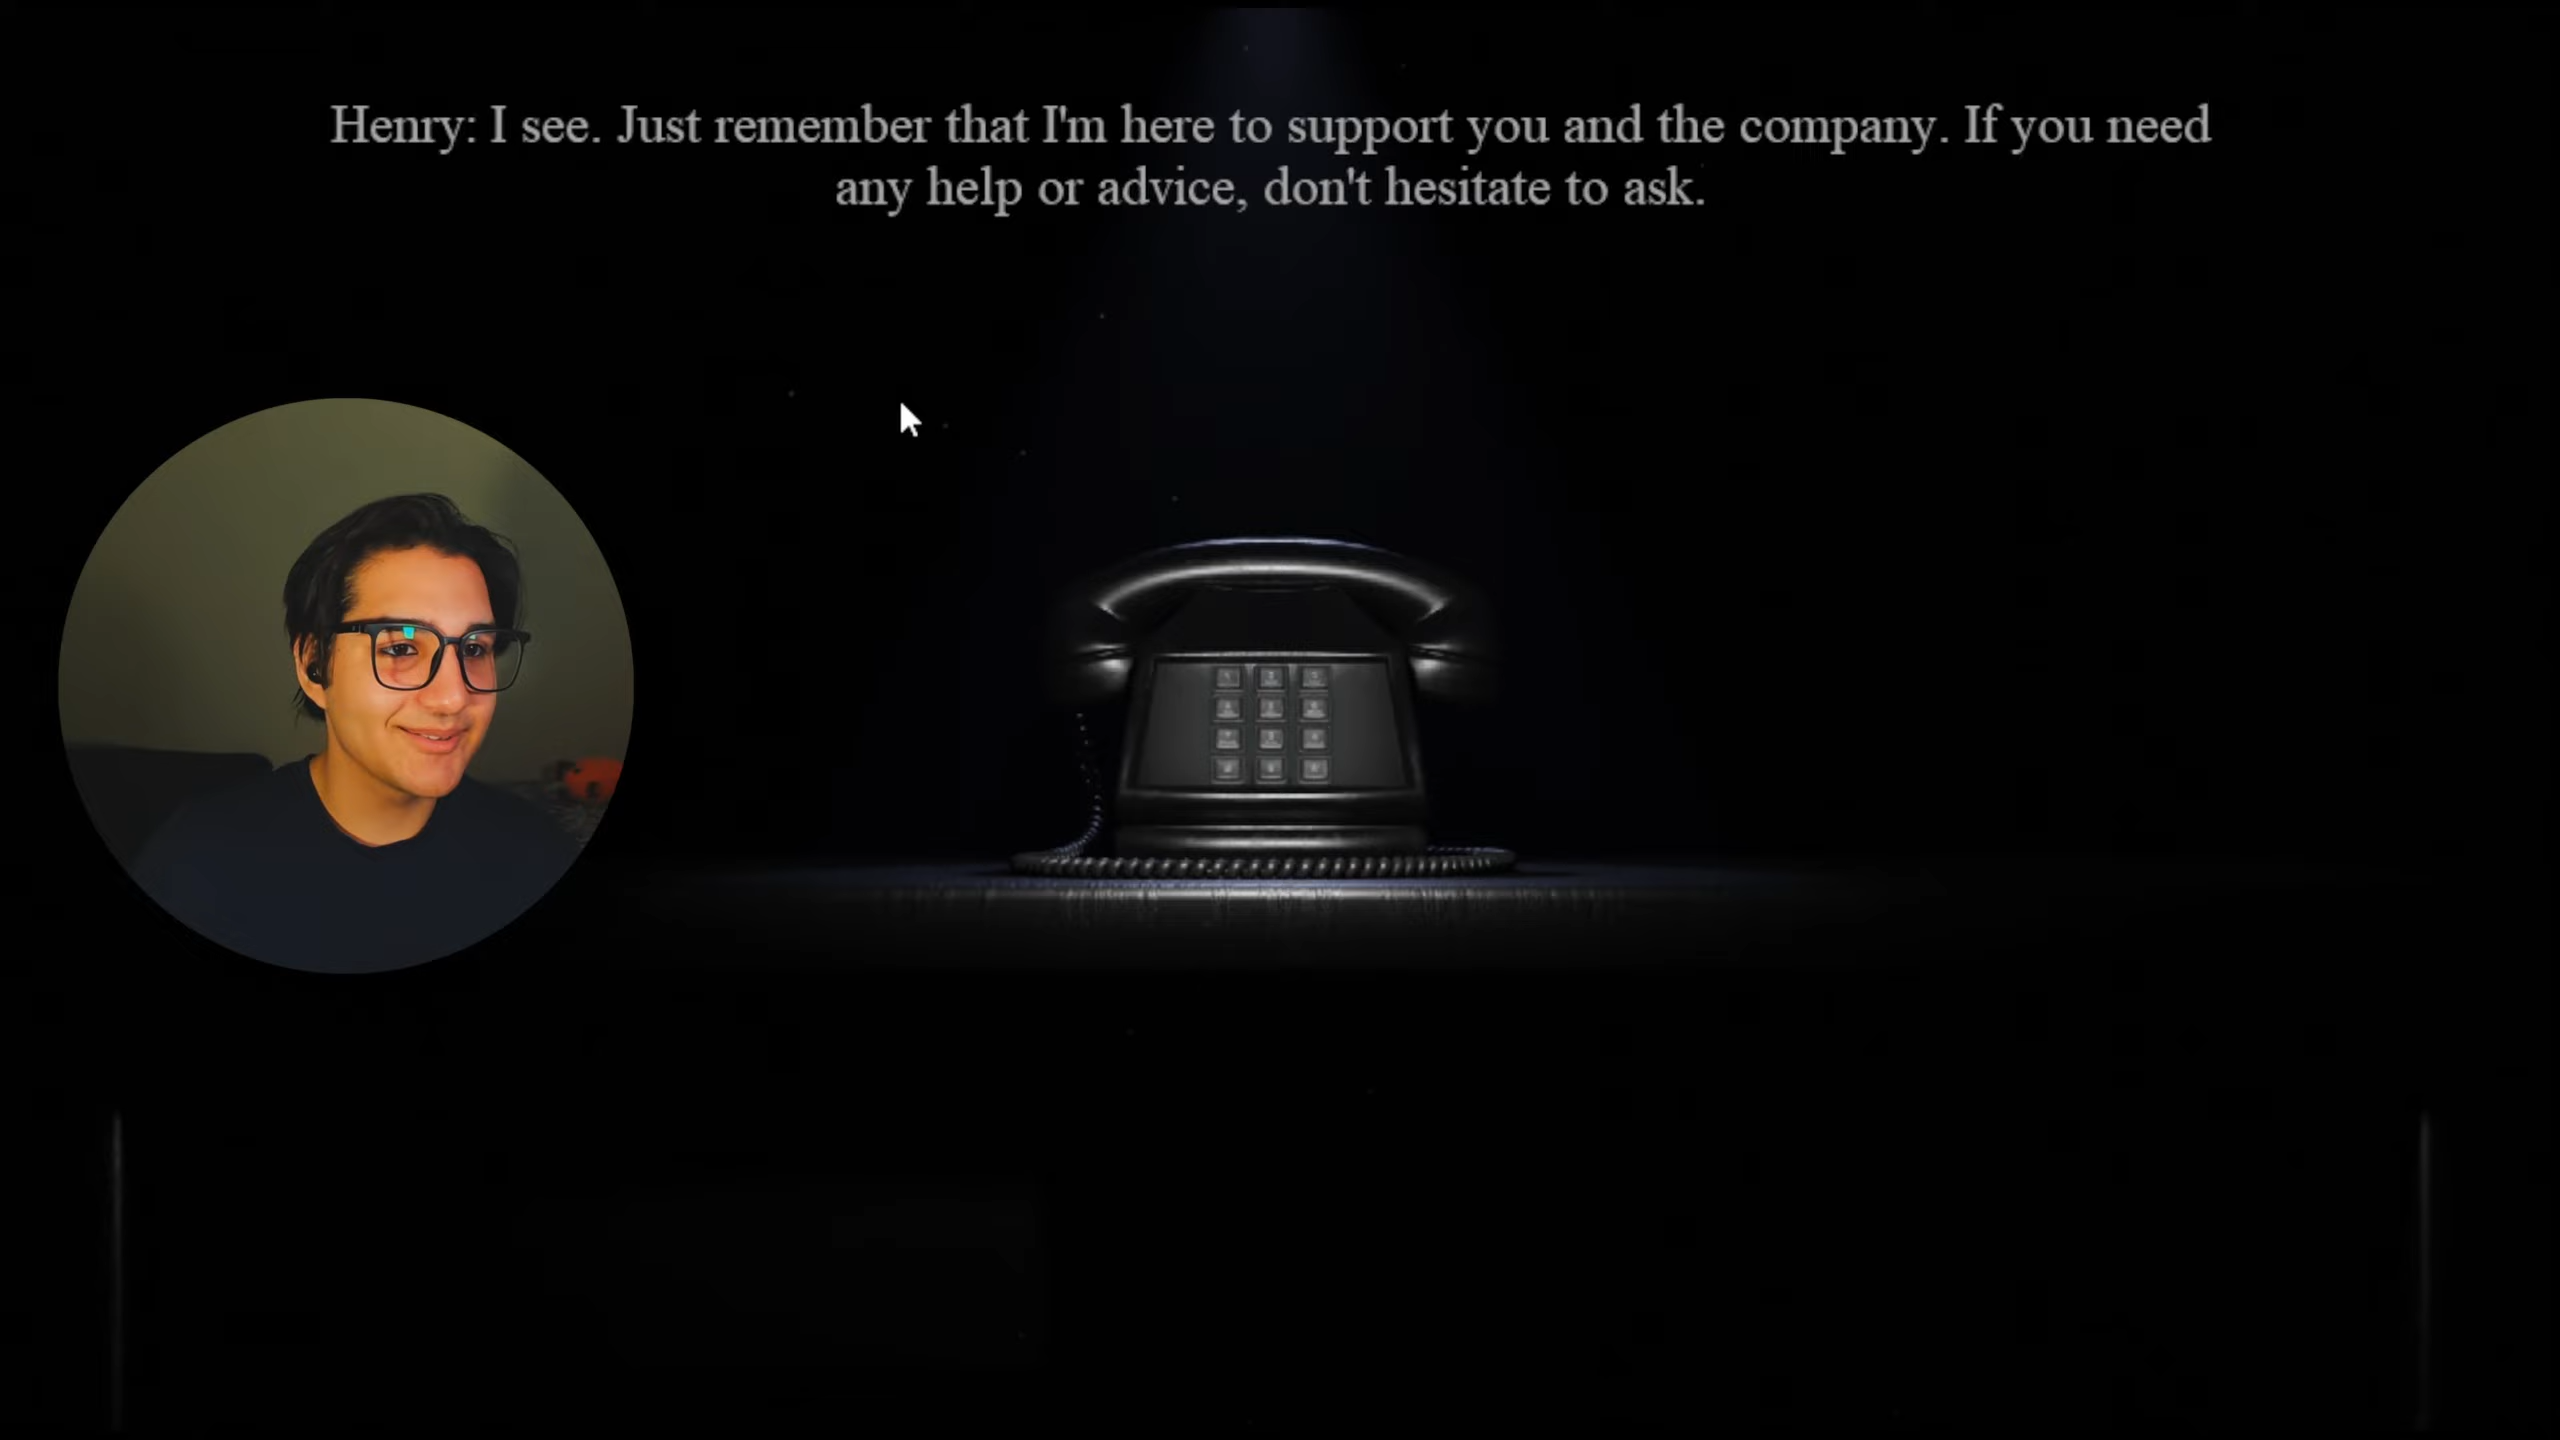 Henry: I see. Just remember that I'm here to support you and the company. If you need
any help or advice, don't hesitate to ask.